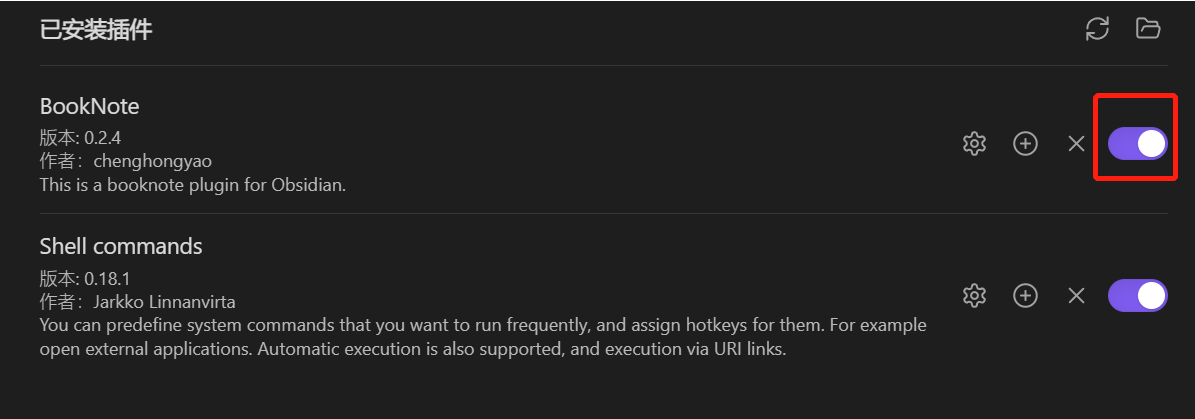 已安装插件
BookNote
版本: 0.2.4
作者：chenghongyao
This is a booknote plugin for Obsidian.
Shell commands
版本: 0.18.1
作者：Jarkko Linnanvirta
You can predefine system commands that you want to run frequently, and assign hotkeys for them. For example
open external applications. Automatic execution is also supported, and execution via URI links.